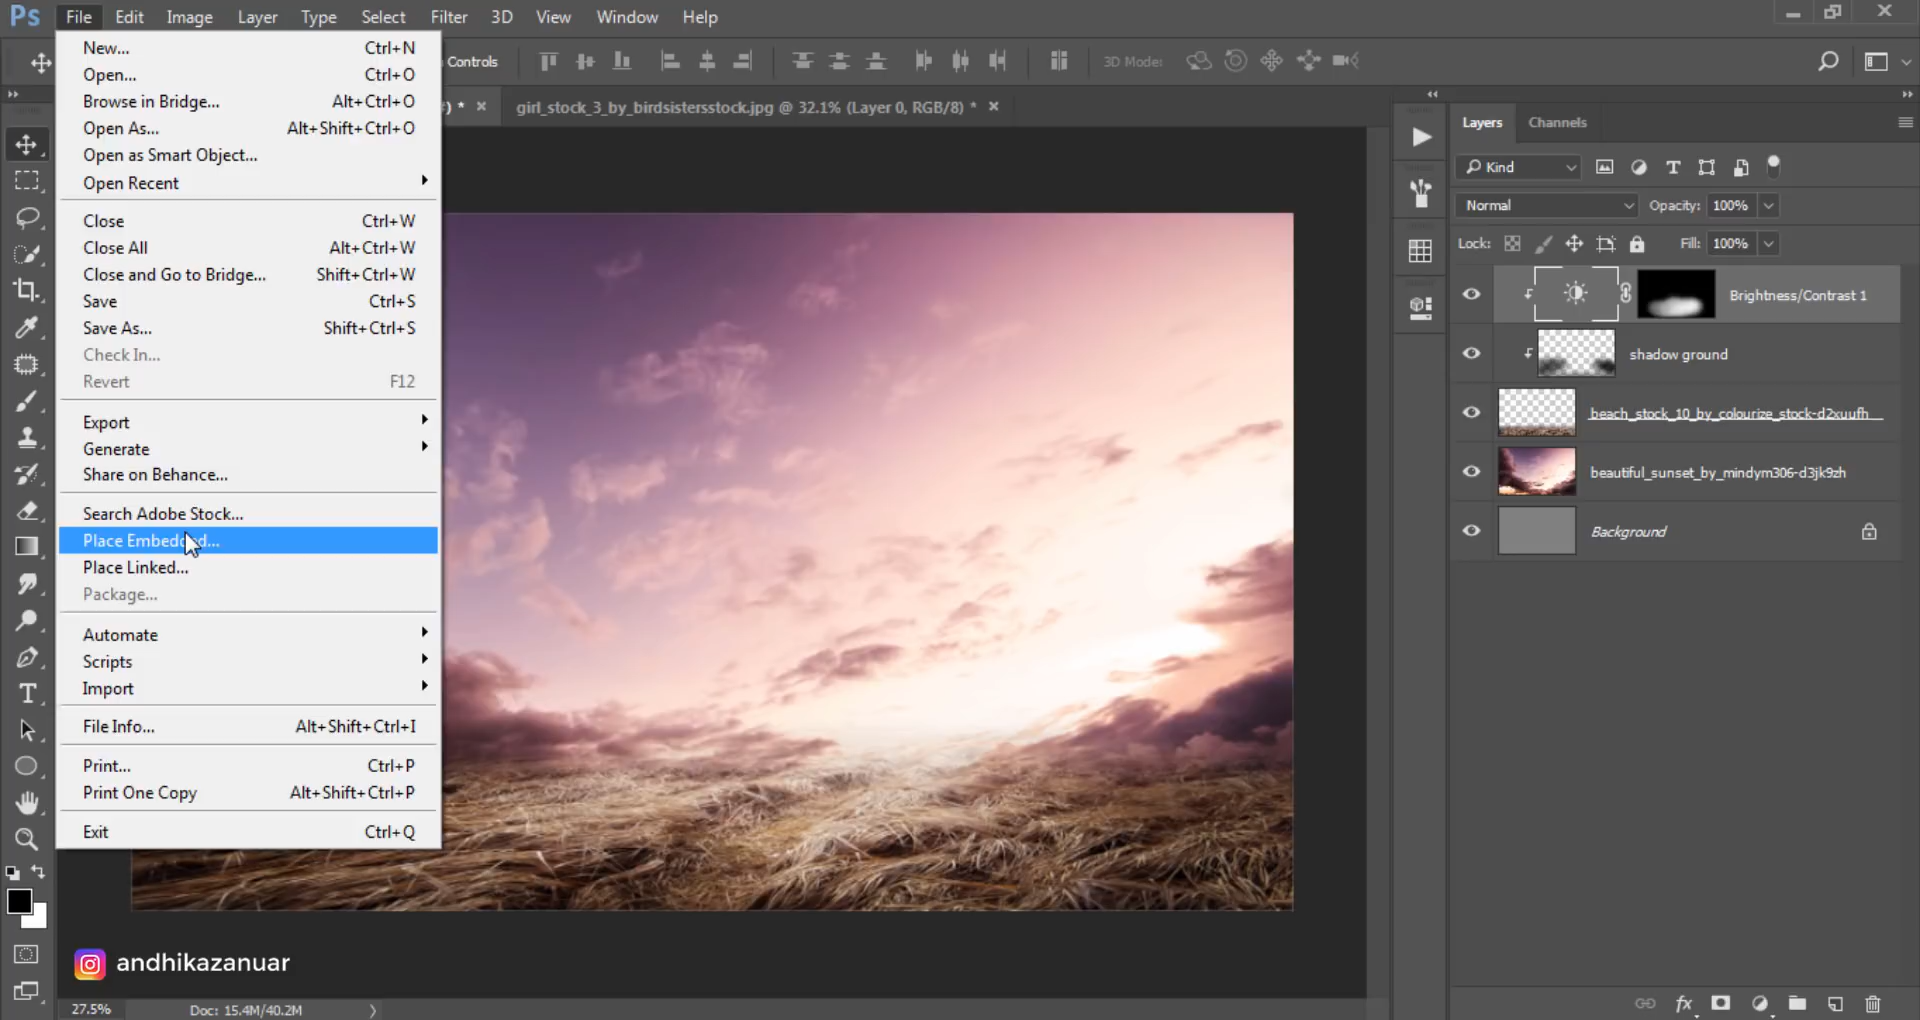 Ps File Edit Image Layer Type Select Filter 3D View Window Help
New... Ctrl+N
Open... Ctrl+O
Browse in Bridge... Alt+Ctrl+O
Open As... Alt+Shift+Ctrl+O
Open as Smart Object...
Open Recent
Close Ctrl+W
Close All Alt+Ctrl+W
Close and Go to Bridge... Shift+Ctrl+W
Save Ctrl+S
Save As... Shift+Ctrl+S
Check In...
Revert F12
Export
Generate
Share on Behance...
Search Adobe Stock...
Place Embedded...
Place Linked...
Package...
Automate
Scripts
Import
File Info... Alt+Shift+Ctrl+I
Print... Ctrl+P
Print One Copy Alt+Shift+Ctrl+P
Exit Ctrl+Q
Controls
3D Mode:
) * girl_stock_3_by_birdsistersstock.jpg @ 32.1% (Layer 0, RGB/8) *
Layers Channels
Kind
Normal Opacity: 100%
Lock: Fill: 100%
Brightness/Contrast 1
shadow ground
beach_stock_10_by_colourize_stock-d2xuufh
beautiful_sunset_by_mindym306-d3jk9zh
Background
andhikazanuar
27.5% Doc: 15.4M/40.2M
fx